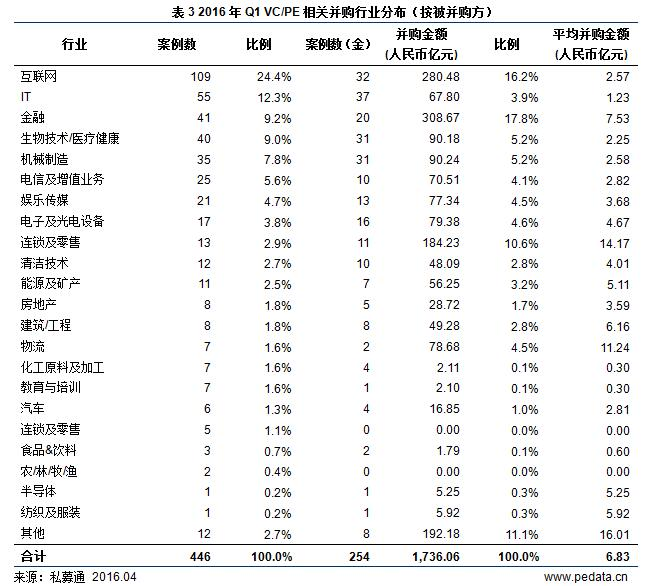 表 3 2016 年 Q1 VC/PE 相关并购行业分布（按被并购方）
行业 案例数 比例 案例数（金） 并购金额 (人民币亿元) 比例 平均并购金额 (人民币亿元)
互联网 109 24.4% 32 280.48 16.2% 2.57
IT 55 12.3% 37 67.80 3.9% 1.23
金融 41 9.2% 20 308.67 17.8% 7.53
生物技术/医疗健康 40 9.0% 31 90.18 5.2% 2.25
机械制造 35 7.8% 31 90.24 5.2% 2.58
电信及增值业务 25 5.6% 10 70.51 4.1% 2.82
娱乐传媒 21 4.7% 13 77.34 4.5% 3.68
电子及光电设备 17 3.8% 16 79.38 4.6% 4.67
连锁及零售 13 2.9% 11 184.23 10.6% 14.17
清洁技术 12 2.7% 10 48.09 2.8% 4.01
能源及矿产 11 2.5% 7 56.25 3.2% 5.11
房地产 8 1.8% 5 28.72 1.7% 3.59
建筑/工程 8 1.8% 8 49.28 2.8% 6.16
物流 7 1.6% 2 78.68 4.5% 11.24
化工原料及加工 7 1.6% 4 2.11 0.1% 0.30
教育与培训 7 1.6% 1 2.10 0.1% 0.30
汽车 6 1.3% 4 16.85 1.0% 2.81
连锁及零售 5 1.1% 0 0.00 0.0% 0.00
食品&饮料 3 0.7% 2 1.79 0.1% 0.60
农/林/牧/渔 2 0.4% 0 0.00 0.0% 0.00
半导体 1 0.2% 1 5.25 0.3% 5.25
纺织及服装 1 0.2% 1 5.92 0.3% 5.92
其他 12 2.7% 8 192.18 11.1% 16.01
合计 446 100.0% 254 1,736.06 100.0% 6.83
来源：私募通 2016.04 www.pedata.cn